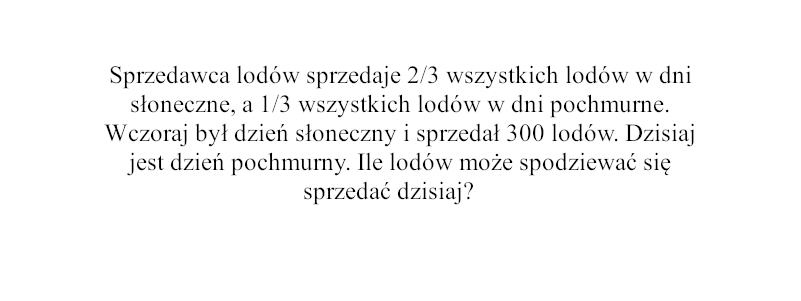 Sprzedawca lodów sprzedaje 2/3 wszystkich lodów w dni
słoneczne, a 1/3 wszystkich lodów w dni pochmurne.
Wczoraj był dzień słoneczny i sprzedał 300 lodów. Dzisiaj
jest dzień pochmurny. Ile lodów może spodziewać się
sprzedać dzisiaj?